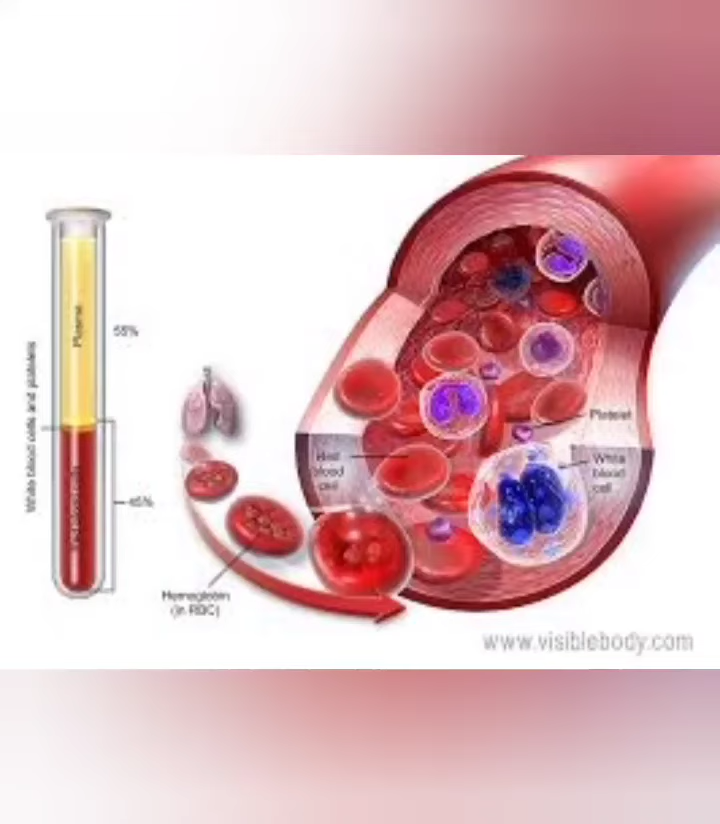 Plasma
55%
White blood cells and platelets
45%
Hemoglobin
(in RBC)
Red
blood
cell
Platelet
White
blood
cell
www.visiblebody.com